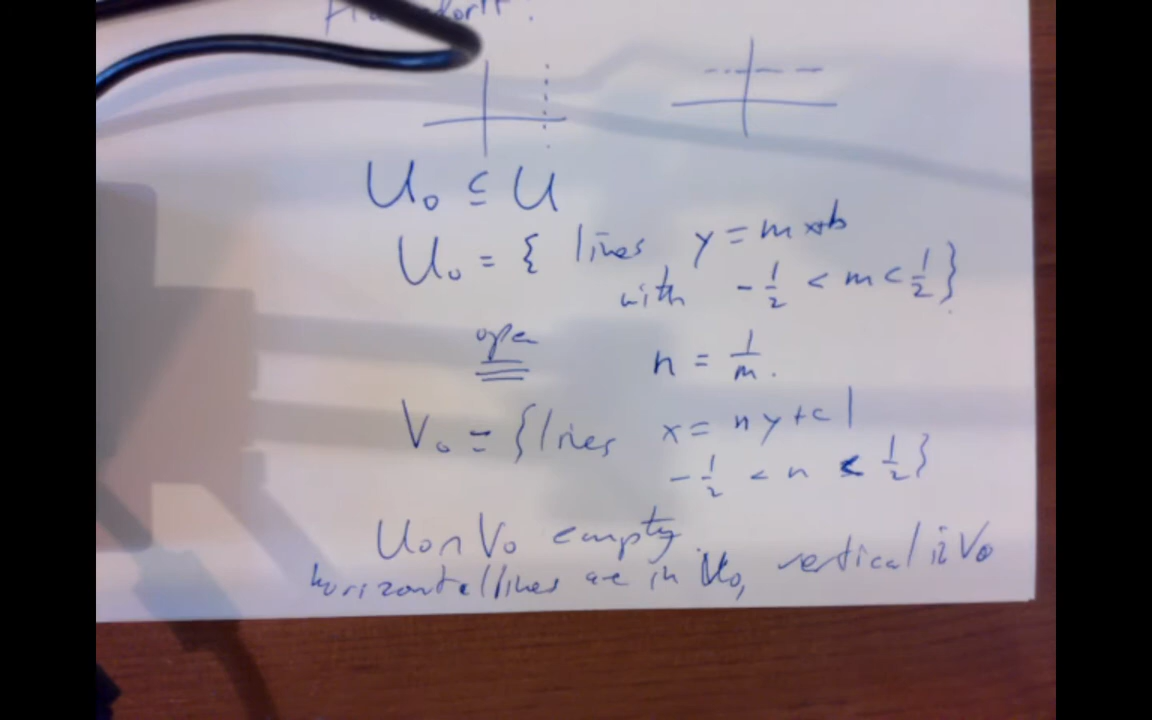 U₀ ⊆ U
U₀ = { lines y = mx+b
with -1/2 < m < 1/2 }
open n = 1/m.
V₀ = { lines x = ny+c |
-1/2 < n < 1/2 }
U₀ ∩ V₀ empty
horizontal lines are in U₀, vertical i V₀